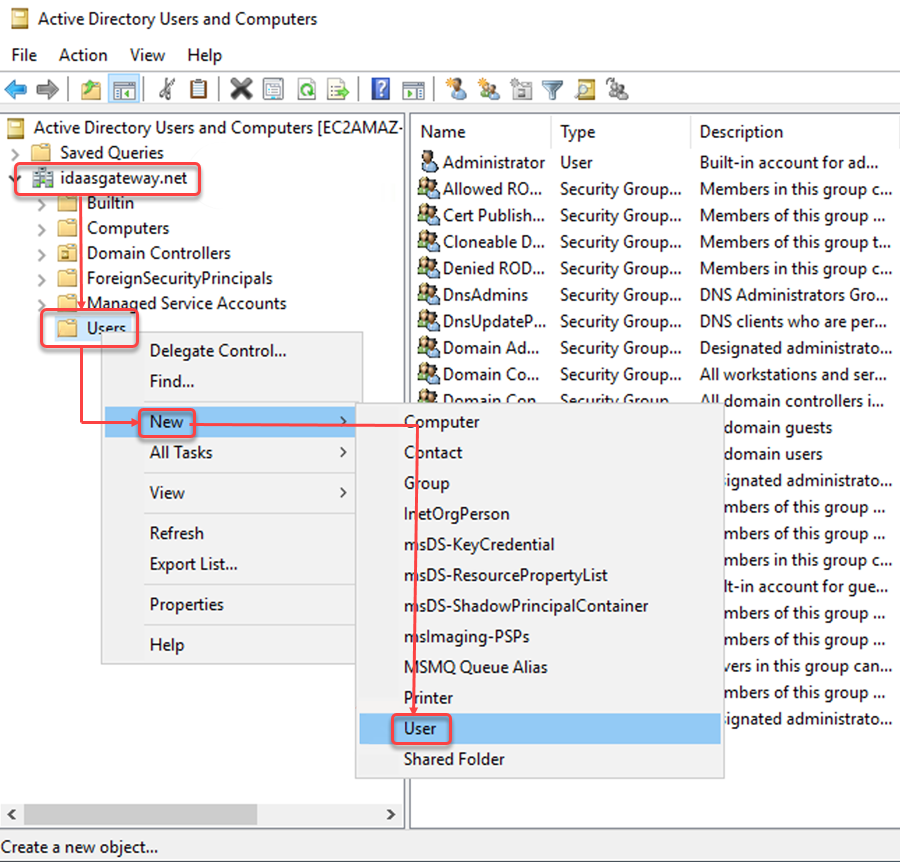 Active Directory Users and Computers
File Action View Help
Active Directory Users and Computers [EC2AMAZ-
Saved Queries
idaasgateway.net
Builtin
Computers
Domain Controllers
ForeignSecurityPrincipals
Managed Service Accounts
Users
Delegate Control...
Find...
New
All Tasks
View
Refresh
Export List...
Properties
Help
Computer
Contact
Group
InetOrgPerson
msDS-KeyCredential
msDS-ResourcePropertyList
msDS-ShadowPrincipalContainer
msImaging-PSPs
MSMQ Queue Alias
Printer
User
Shared Folder
Name Type Description
Administrator User Built-in account for ad...
Allowed RO... Security Group... Members in this group c...
Cert Publish... Security Group... Members of this group ...
Cloneable D... Security Group... Members of this group t...
Denied ROD... Security Group... Members in this group c...
DnsAdmins Security Group... DNS Administrators Gro...
DnsUpdateP... Security Group... DNS clients who are per...
Domain Ad... Security Group... Designated administrato...
Domain Co... Security Group... All workstations and ser...
Domain Con... Security Group... All domain controllers i...
domain guests
domain users
ignated administrato...
mbers of this group ...
mbers of this group ...
mbers in this group c...
lt-in account for gue...
mbers of this group ...
mbers of this group ...
vers in this group can...
mbers of this group ...
ignated administrato...
Create a new object...